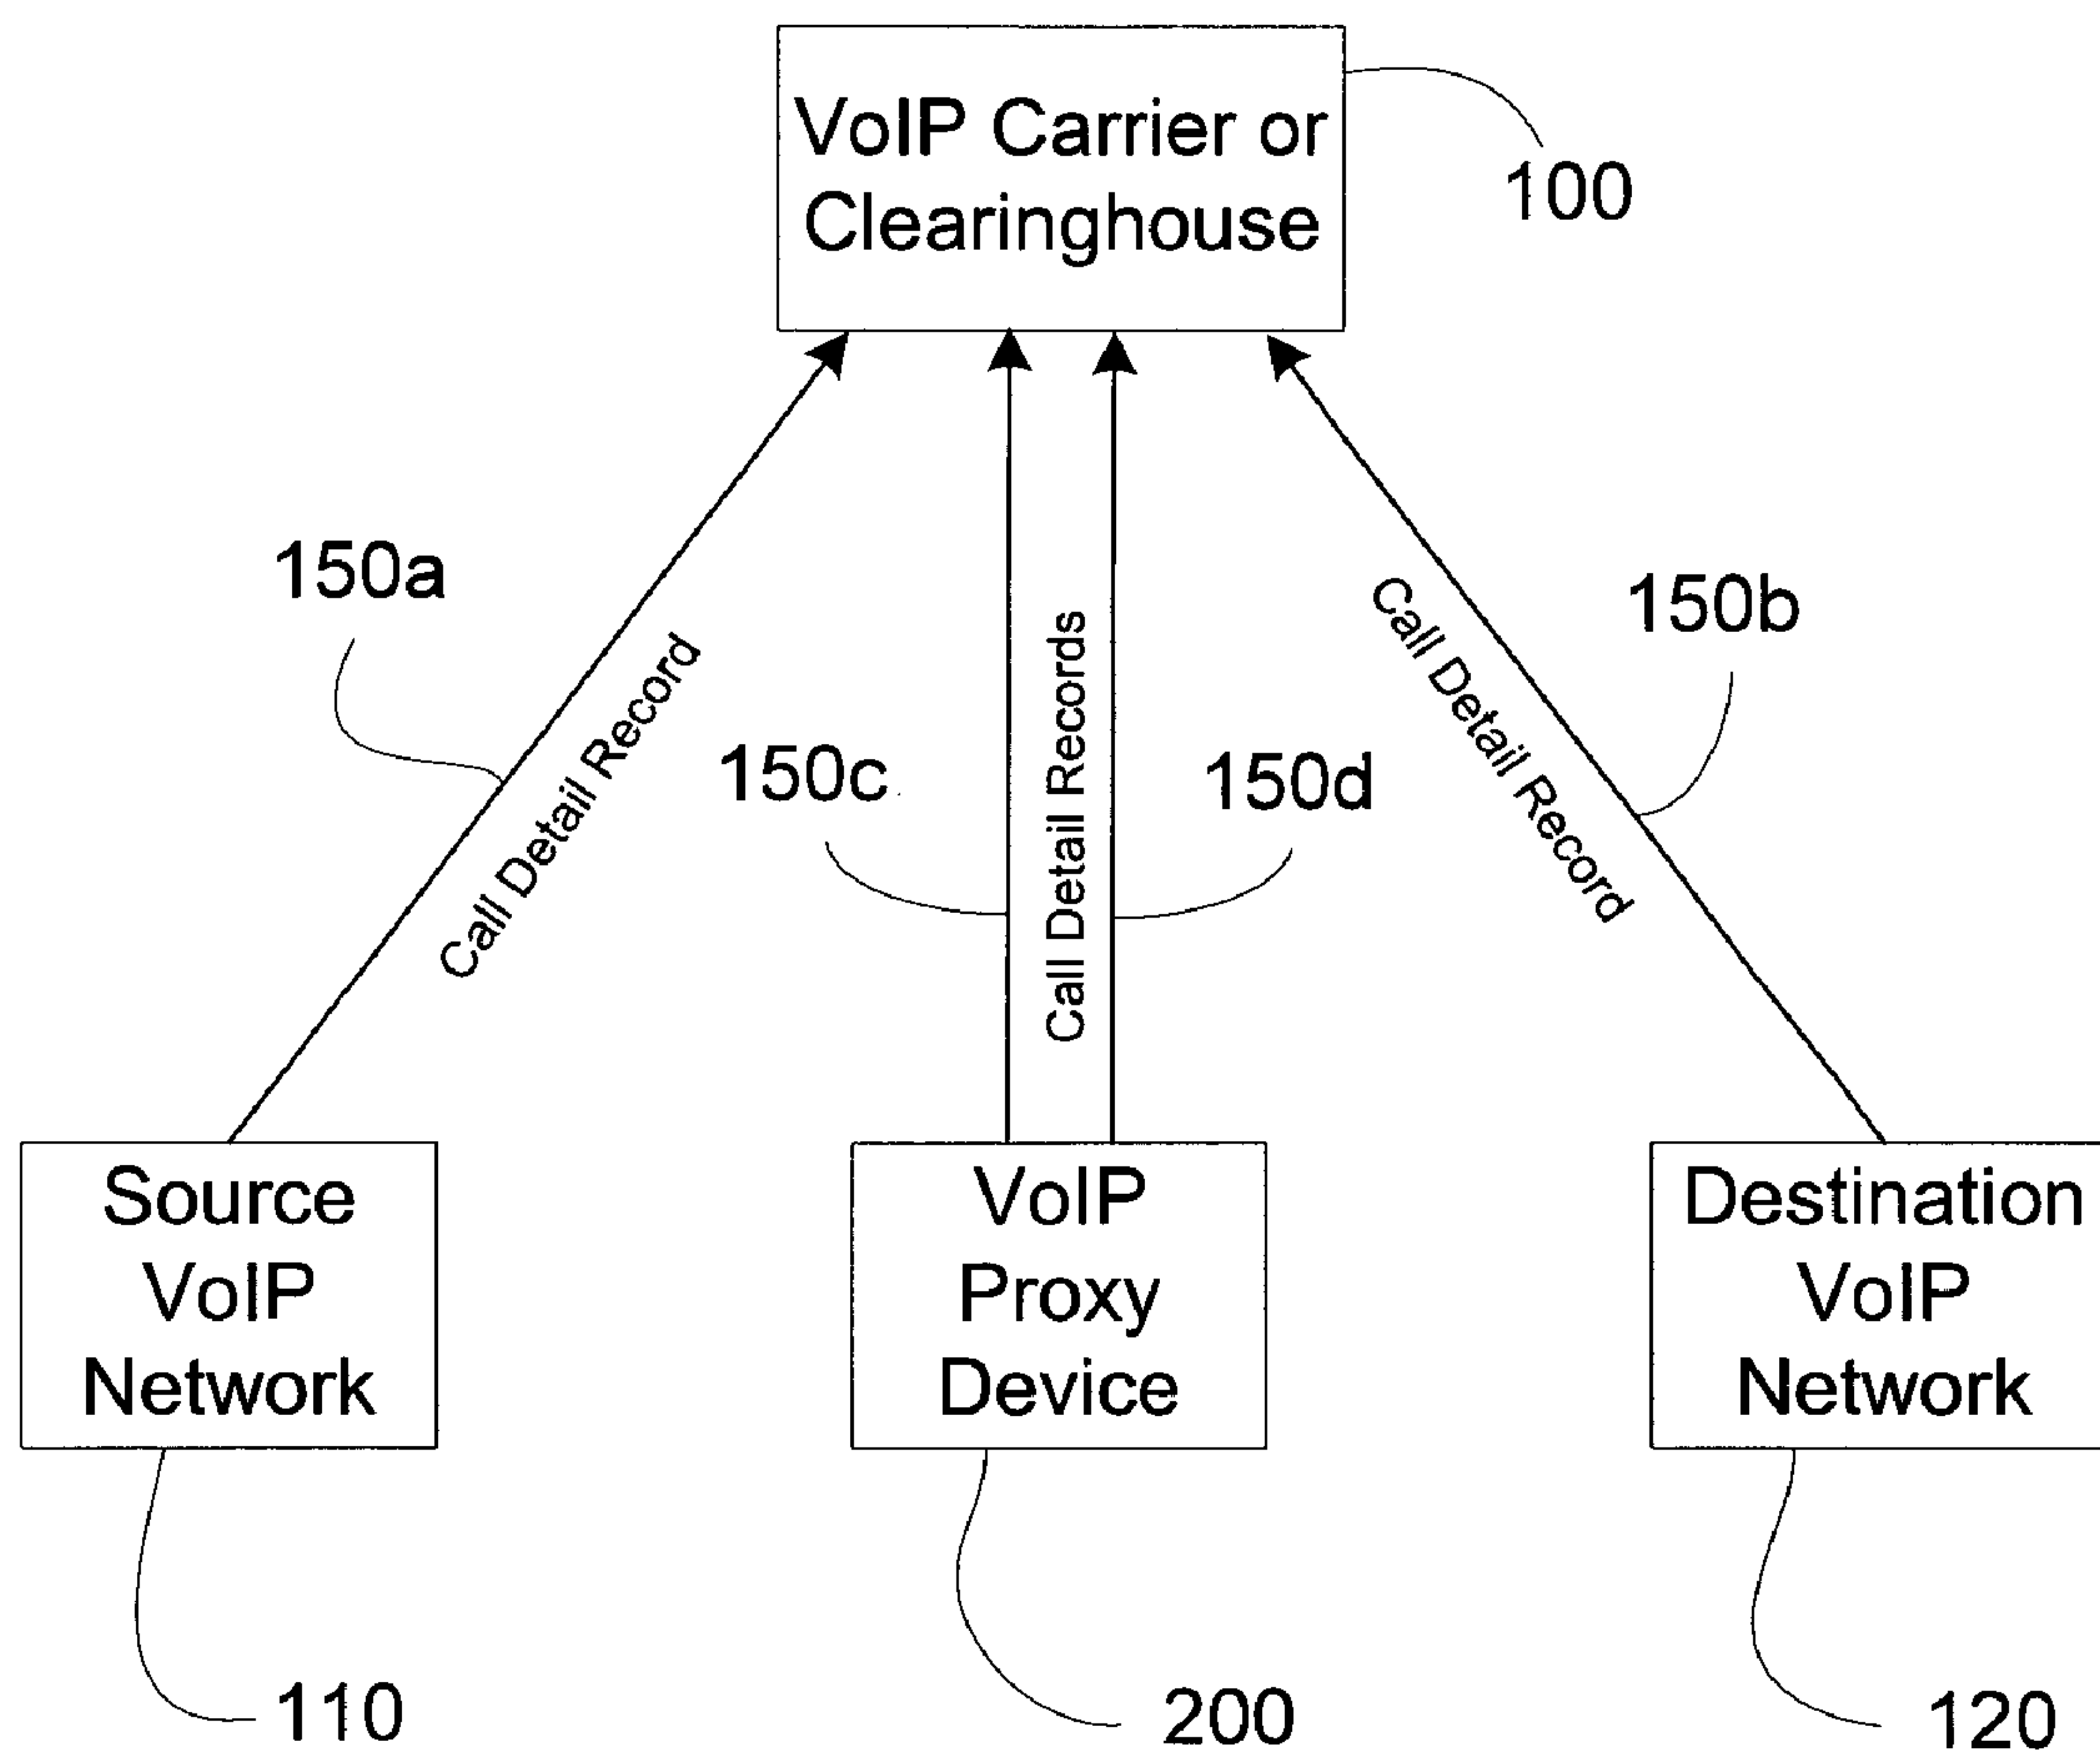 VoIP Carrier or
Clearinghouse
100
150a
150b
Call Detail Record
Call Detail Records
Call Detail Record
150c
150d
Source
VoIP
Network
VoIP
Proxy
Device
Destination
VoIP
Network
110
200
120